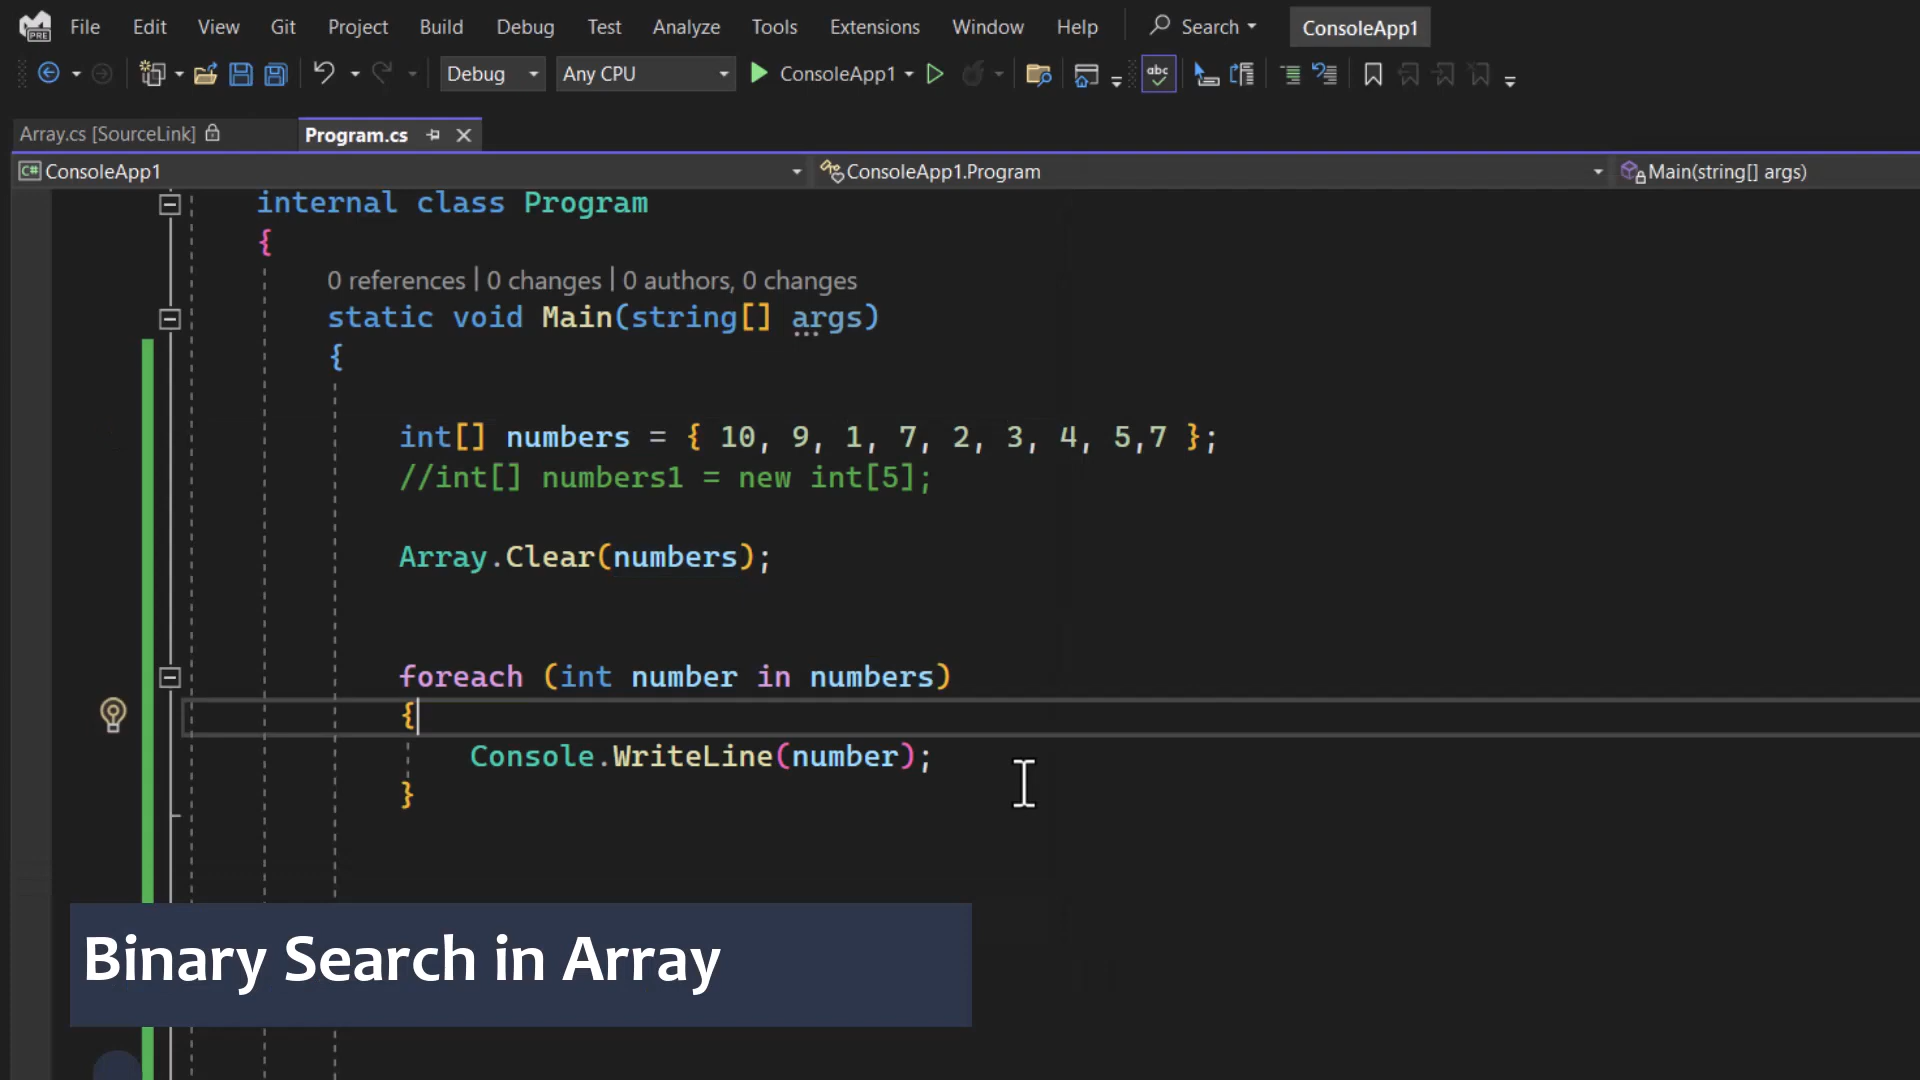 File Edit View Git Project Build Debug Test Analyze Tools Extensions Window Help Search ConsoleApp1
Debug Any CPU ConsoleApp1 abc
Array.cs [SourceLink] Program.cs
C# ConsoleApp1 ConsoleApp1.Program Main(string[] args)
internal class Program
{
0 references | 0 changes | 0 authors, 0 changes
static void Main(string[] args)
{
int[] numbers = { 10, 9, 1, 7, 2, 3, 4, 5,7 };
//int[] numbers1 = new int[5];
Array.Clear(numbers);
foreach (int number in numbers)
{
Console.WriteLine(number);
}
Binary Search in Array